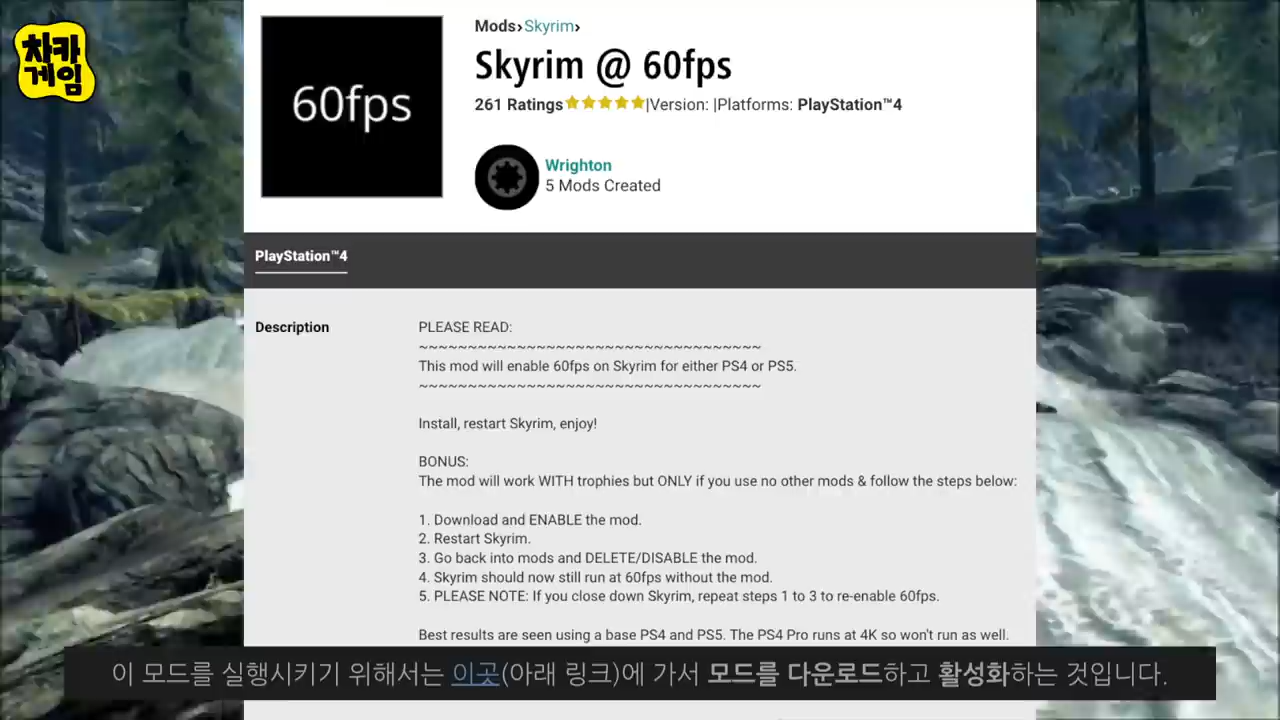 차카
게임
60fps
Mods›Skyrim›
Skyrim @ 60fps
261 Ratings★★★★★|Version: |Platforms: PlayStation™4
Wrighton
5 Mods Created
PlayStation™4
Description
PLEASE READ:
~~~~~~~~~~~~~~~~~~~~~~~~~~~~~~~~~~~
This mod will enable 60fps on Skyrim for either PS4 or PS5.
~~~~~~~~~~~~~~~~~~~~~~~~~~~~~~~~~~~
Install, restart Skyrim, enjoy!
BONUS:
The mod will work WITH trophies but ONLY if you use no other mods & follow the steps below:
1. Download and ENABLE the mod.
2. Restart Skyrim.
3. Go back into mods and DELETE/DISABLE the mod.
4. Skyrim should now still run at 60fps without the mod.
5. PLEASE NOTE: If you close down Skyrim, repeat steps 1 to 3 to re-enable 60fps.
Best results are seen using a base PS4 and PS5. The PS4 Pro runs at 4K so won't run as well.
이 모드를 실행시키기 위해서는 이곳(아래 링크)에 가서 모드를 다운로드하고 활성화하는 것입니다.